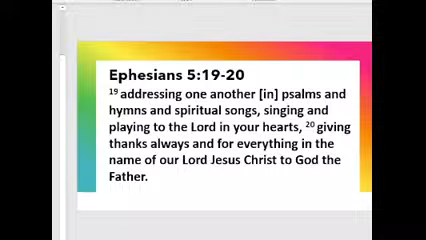 Ephesians 5:19-20
19 addressing one another [in] psalms and
hymns and spiritual songs, singing and
playing to the Lord in your hearts, 20 giving
thanks always and for everything in the
name of our Lord Jesus Christ to God the
Father.